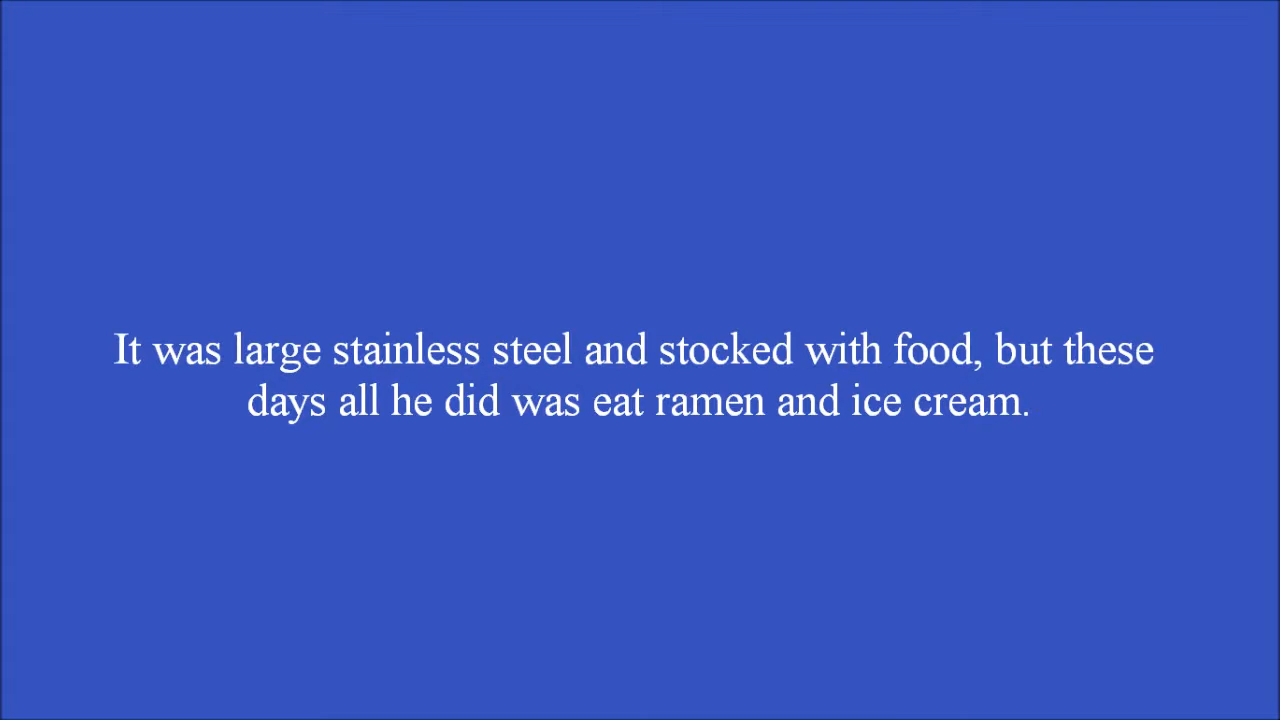 It was large stainless steel and stocked with food, but these
days all he did was eat ramen and ice cream.